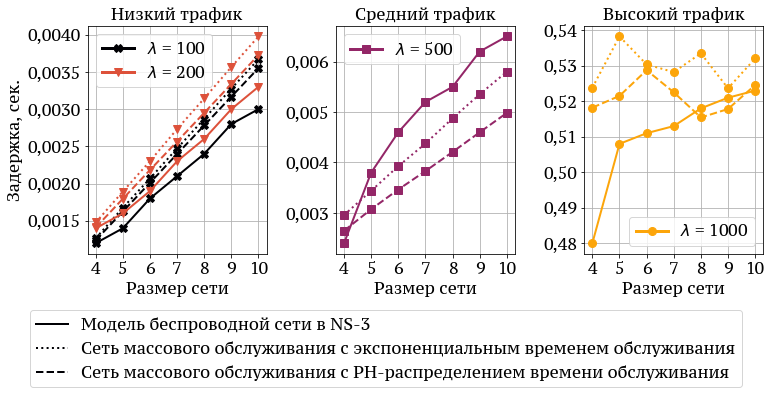 Низкий трафик
Средний трафик
Высокий трафик
Задержка, сек.
0,0040
0,0035
0,0030
0,0025
0,0020
0,0015
λ = 100
λ = 200
4 5 6 7 8 9 10
Размер сети
0,006
0,005
0,004
0,003
λ = 500
4 5 6 7 8 9 10
Размер сети
0,54
0,53
0,52
0,51
0,50
0,49
0,48
λ = 1000
4 5 6 7 8 9 10
Размер сети
Модель беспроводной сети в NS-3
Сеть массового обслуживания с экспоненциальным временем обслуживания
Сеть массового обслуживания с PH-распределением времени обслуживания